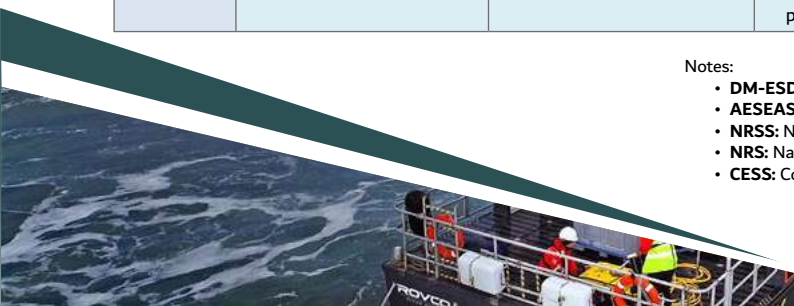 p
Notes:
• DM-ESD
• AESEAS
• NRSS: N
• NRS: Na
• CESS: Co
ROVCO